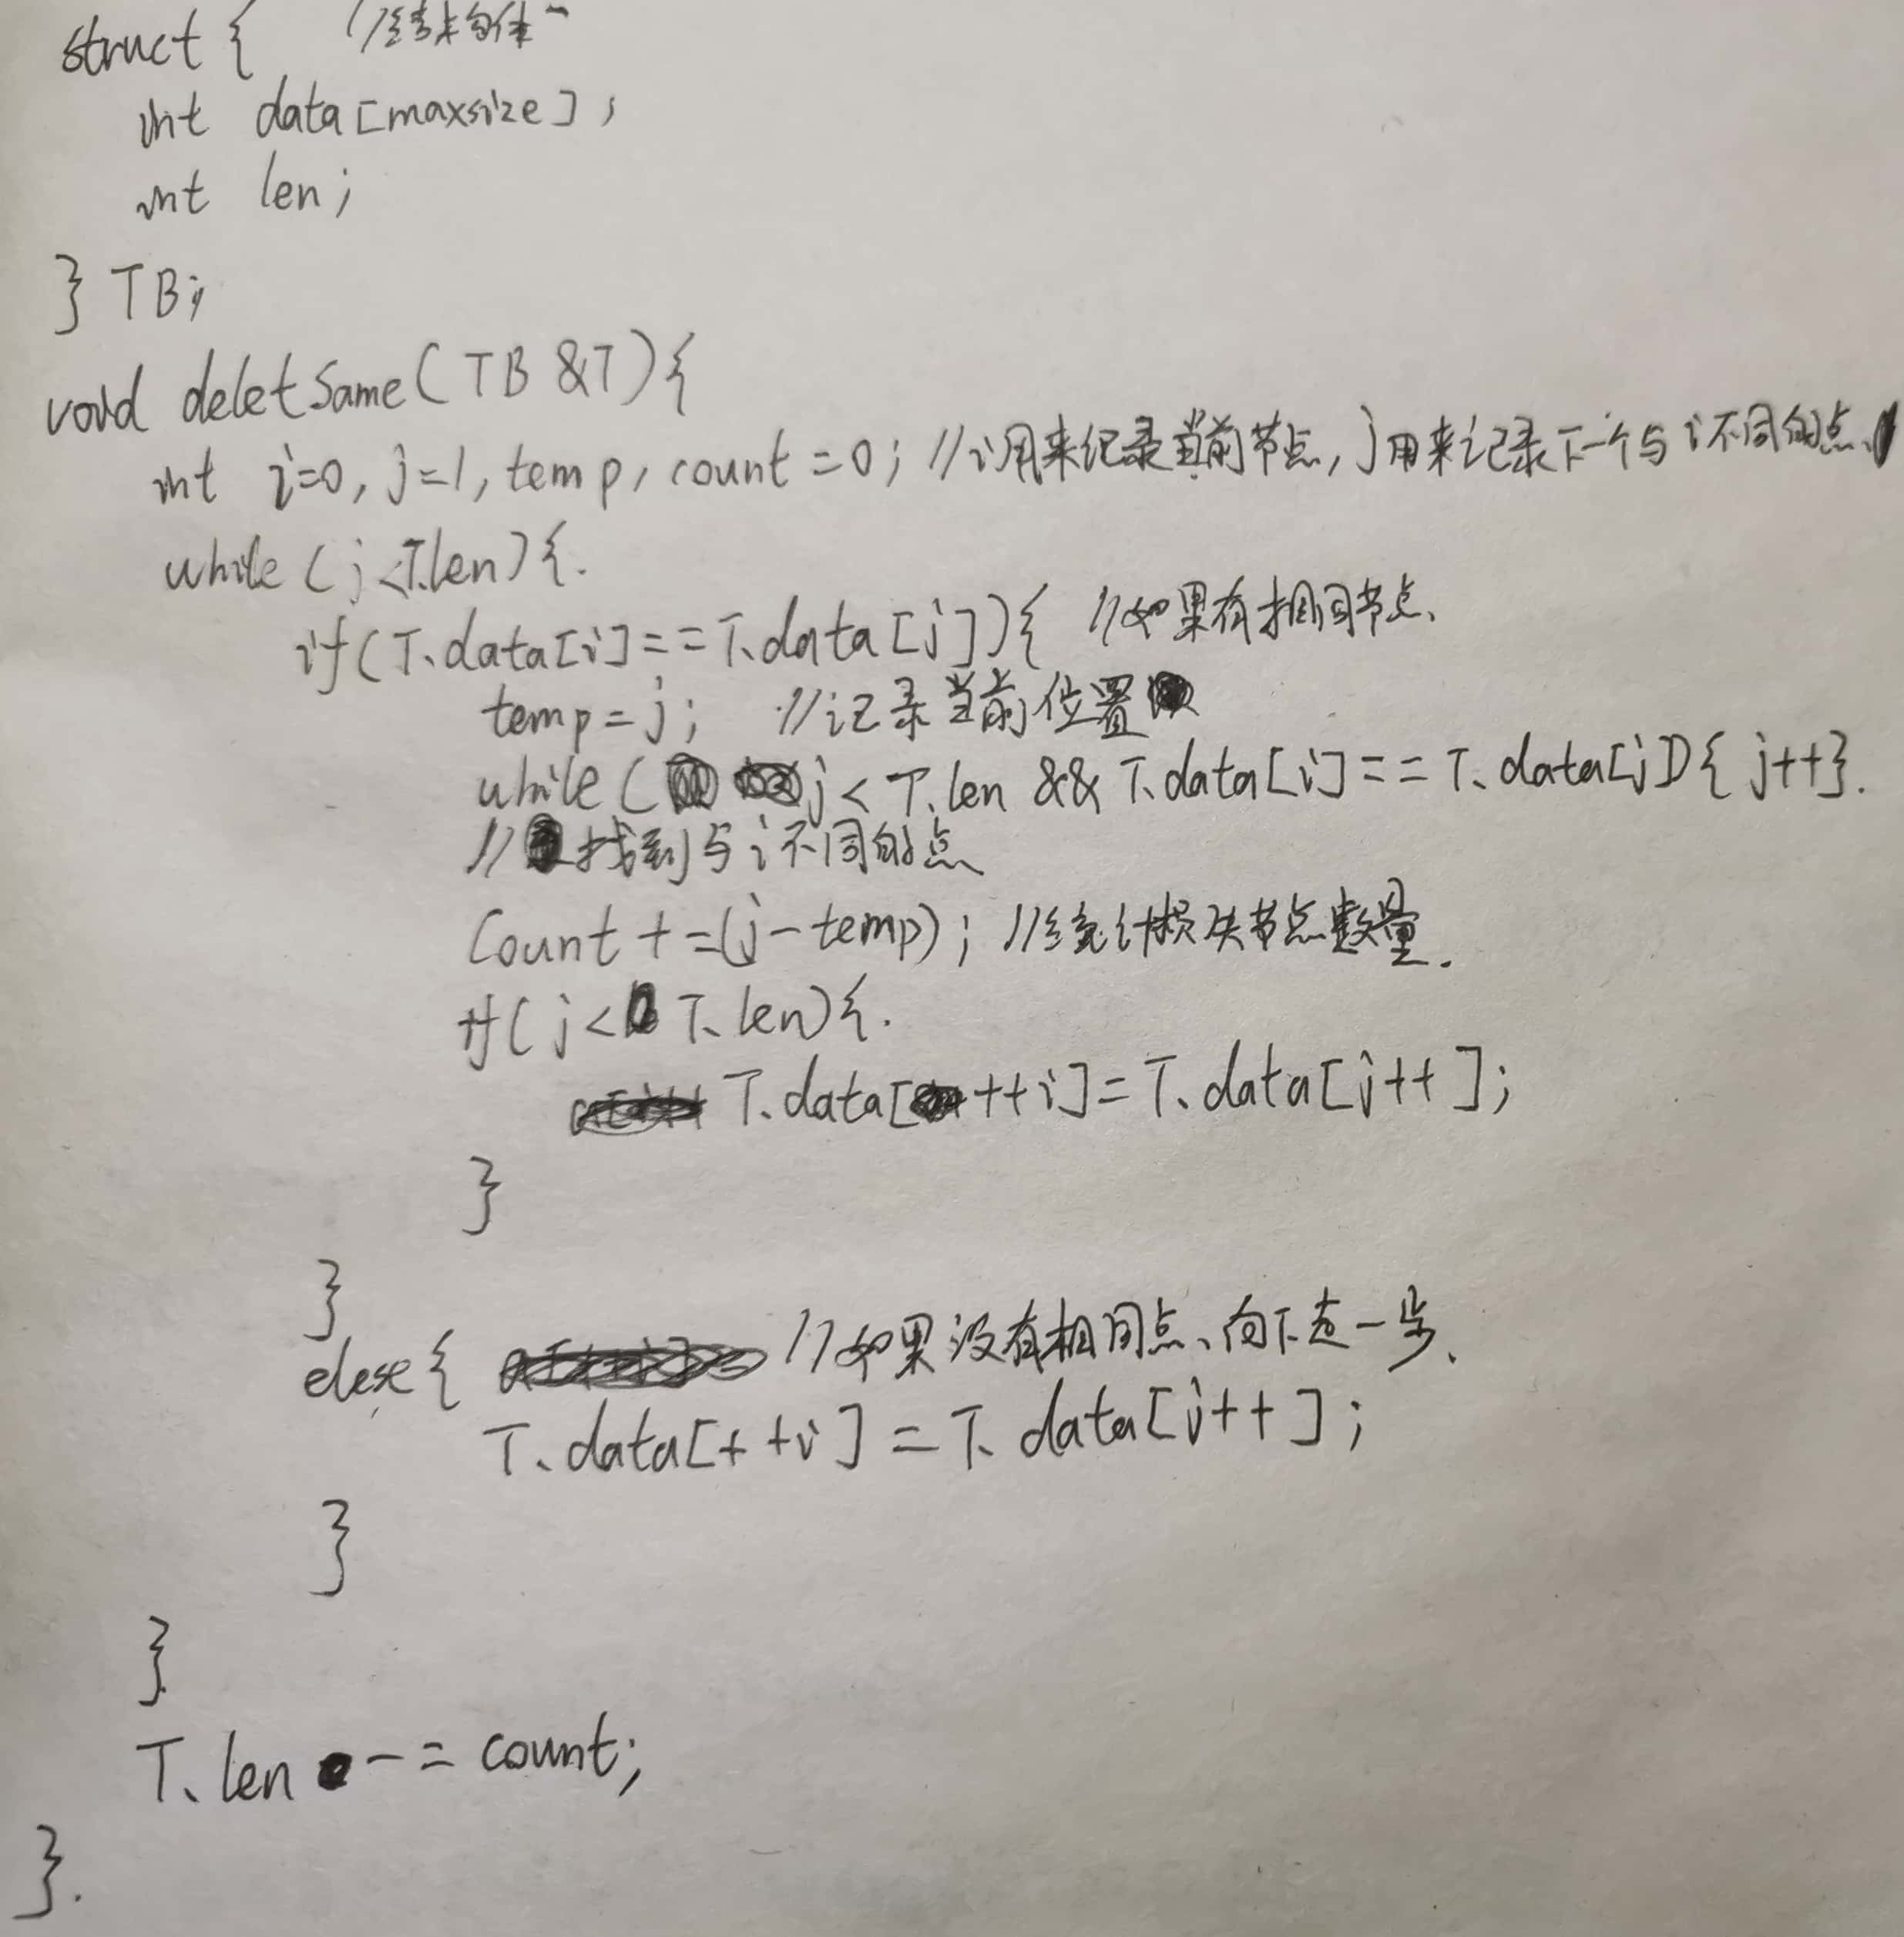 struct { //结构体
int data[maxsize];
int len;
} TB;
void deletSame(TB &T){
int i=0, j=1, temp, count=0; //i用来纪录当前节点,j用来记录下一个与i不同的点、
while(j<T.len){.
if(T.data[i]==T.data[j]){ //如果有相同节点、
temp=j; //记录当前位置
while(j<T.len && T.data[i]==T.data[j]){ j++}.
//找到与i不同的点
Count+=(j-temp); //统计损失节点数量.
if(j<T.len){.
T.data[++i]=T.data[j++];
}
}
else{ //如果没有相同点、向下走一步、
T.data[++i]=T.data[j++];
}
}
T.len -= count;
}.